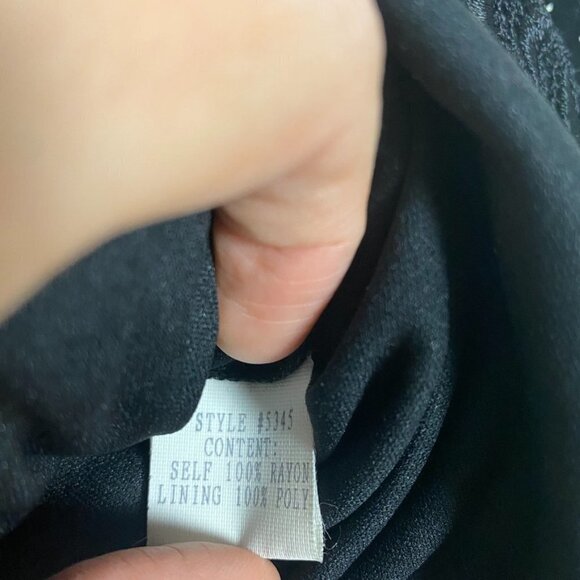 STYLE #5345
CONTENT:
SELF 100% RAYON
LINING 100% POLY